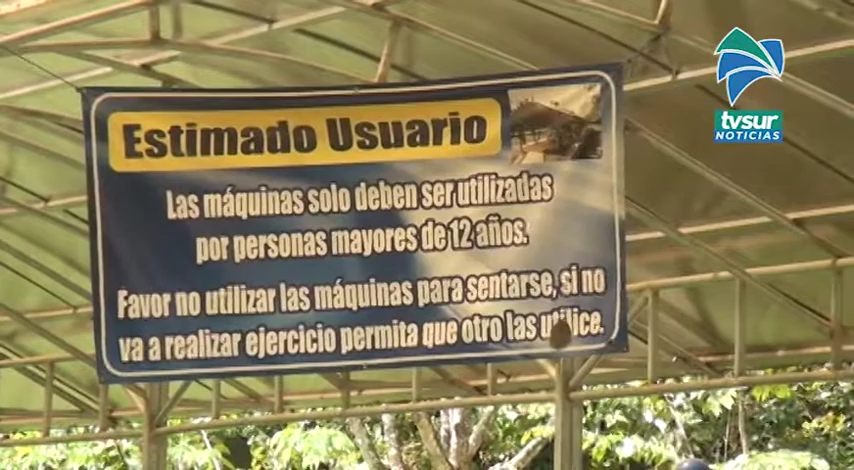 tvsur
NOTICIAS
Estimado Usuario
Las máquinas solo deben ser utilizadas
por personas mayores de 12 años.
Favor no utilizar las máquinas para sentarse, si no
va a realizar ejercicio permita que otro las utilice.